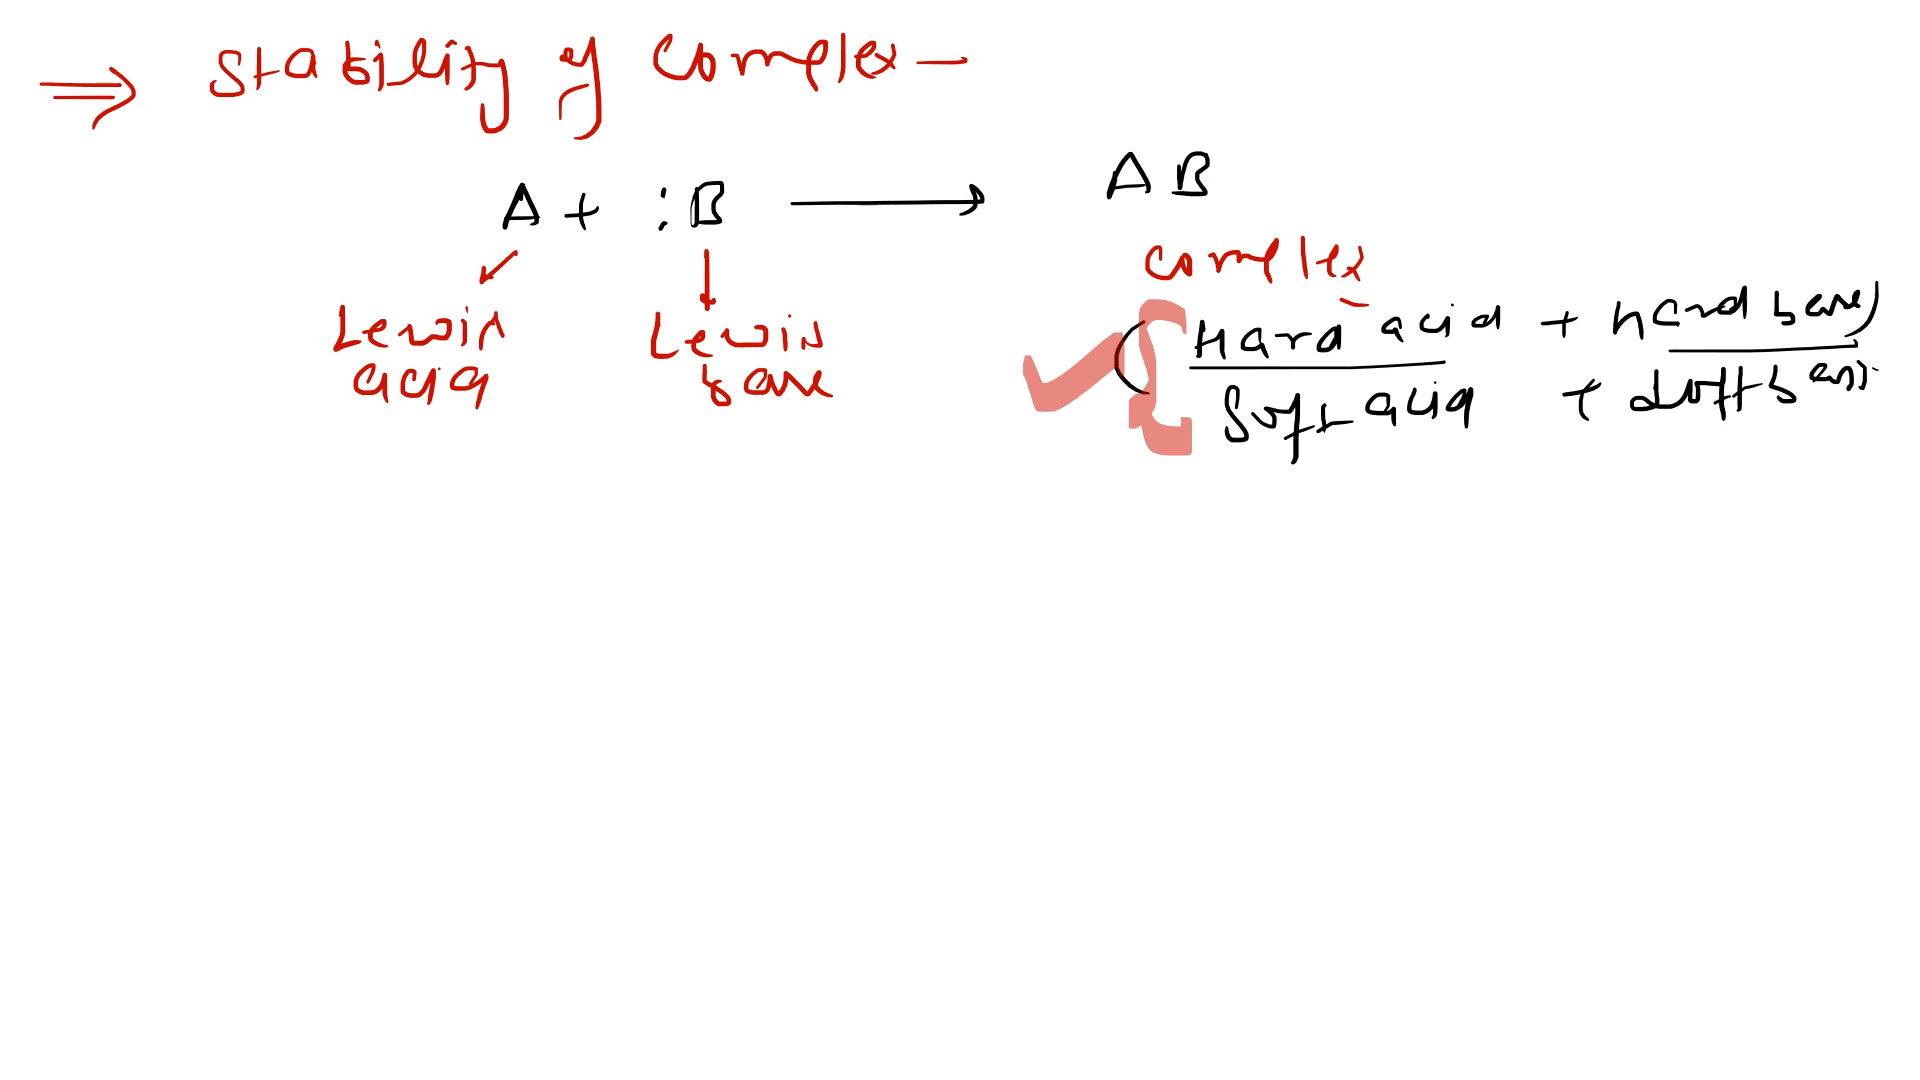 ⇒ Stability of Complex —
A + :B ⟶ AB
Lewis acid
Lewis base
complex
(Hard acid + hard base)
Soft acid + soft base